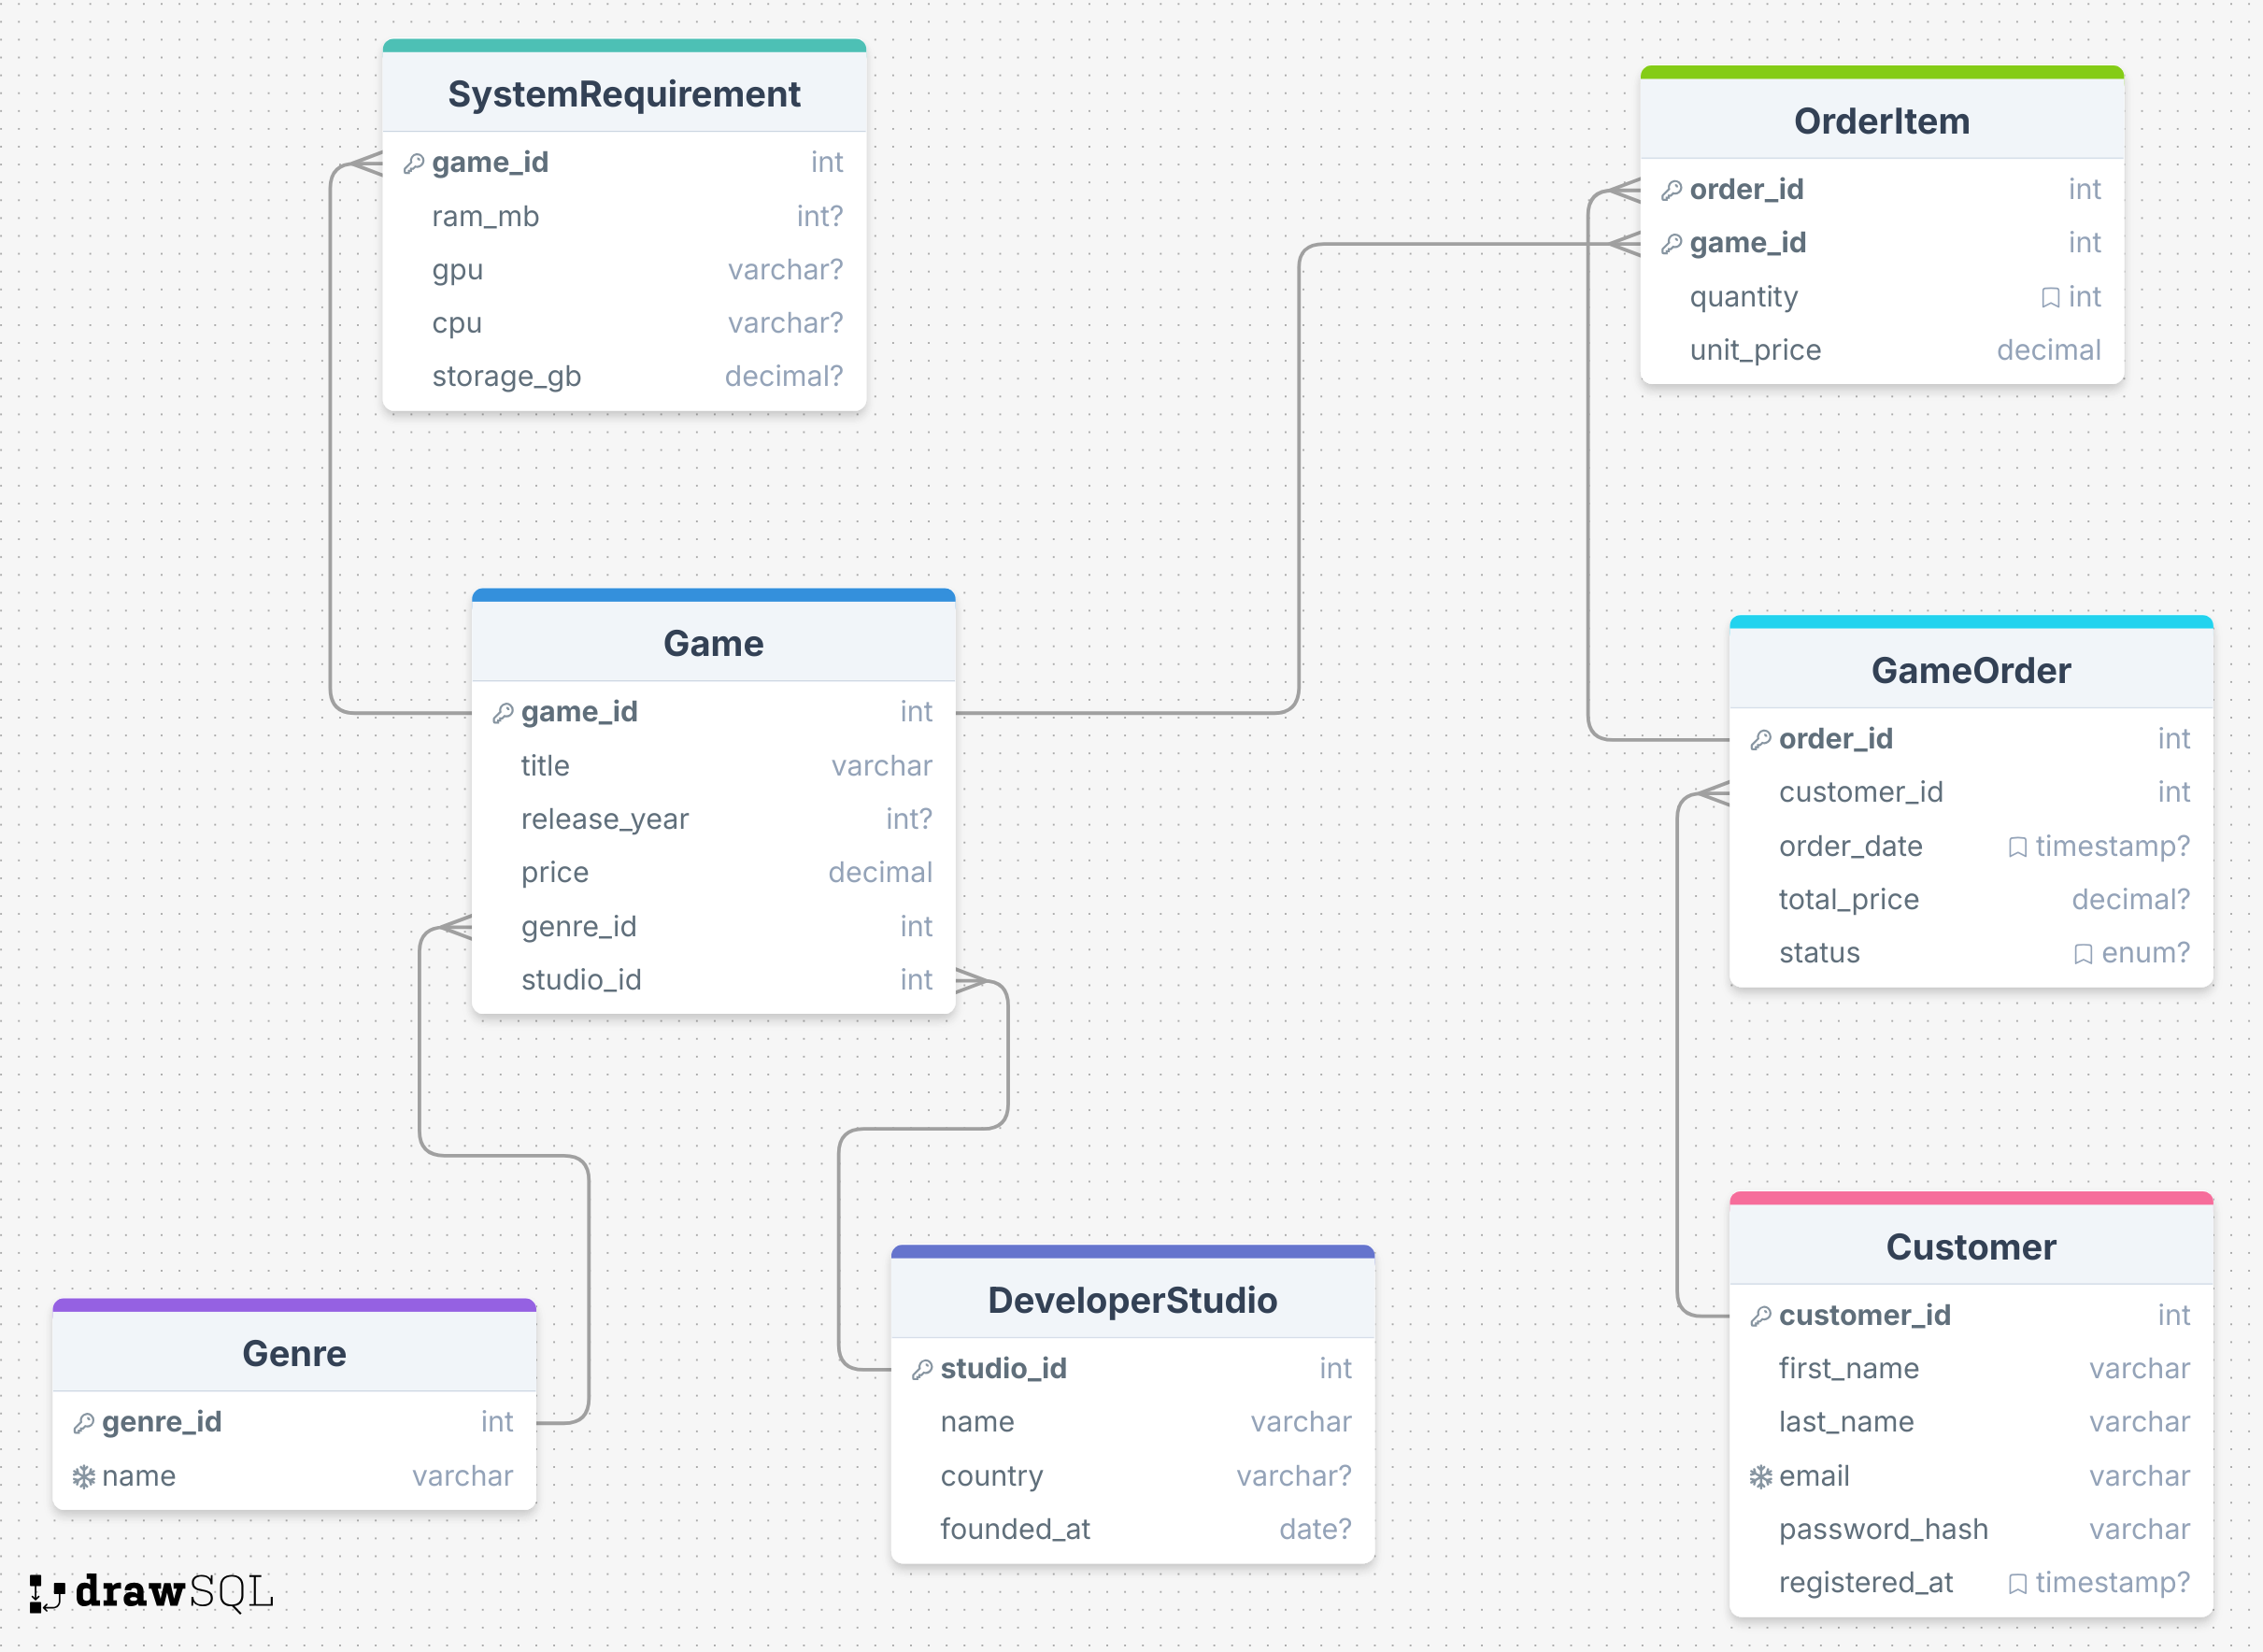 SystemRequirement
game_id int
ram_mb int?
gpu varchar?
cpu varchar?
storage_gb decimal?
OrderItem
order_id int
game_id int
quantity int
unit_price decimal
Game
game_id int
title varchar
release_year int?
price decimal
genre_id int
studio_id int
GameOrder
order_id int
customer_id int
order_date timestamp?
total_price decimal?
status enum?
Genre
genre_id int
name varchar
DeveloperStudio
studio_id int
name varchar
country varchar?
founded_at date?
Customer
customer_id int
first_name varchar
last_name varchar
email varchar
password_hash varchar
registered_at timestamp?
drawSQL